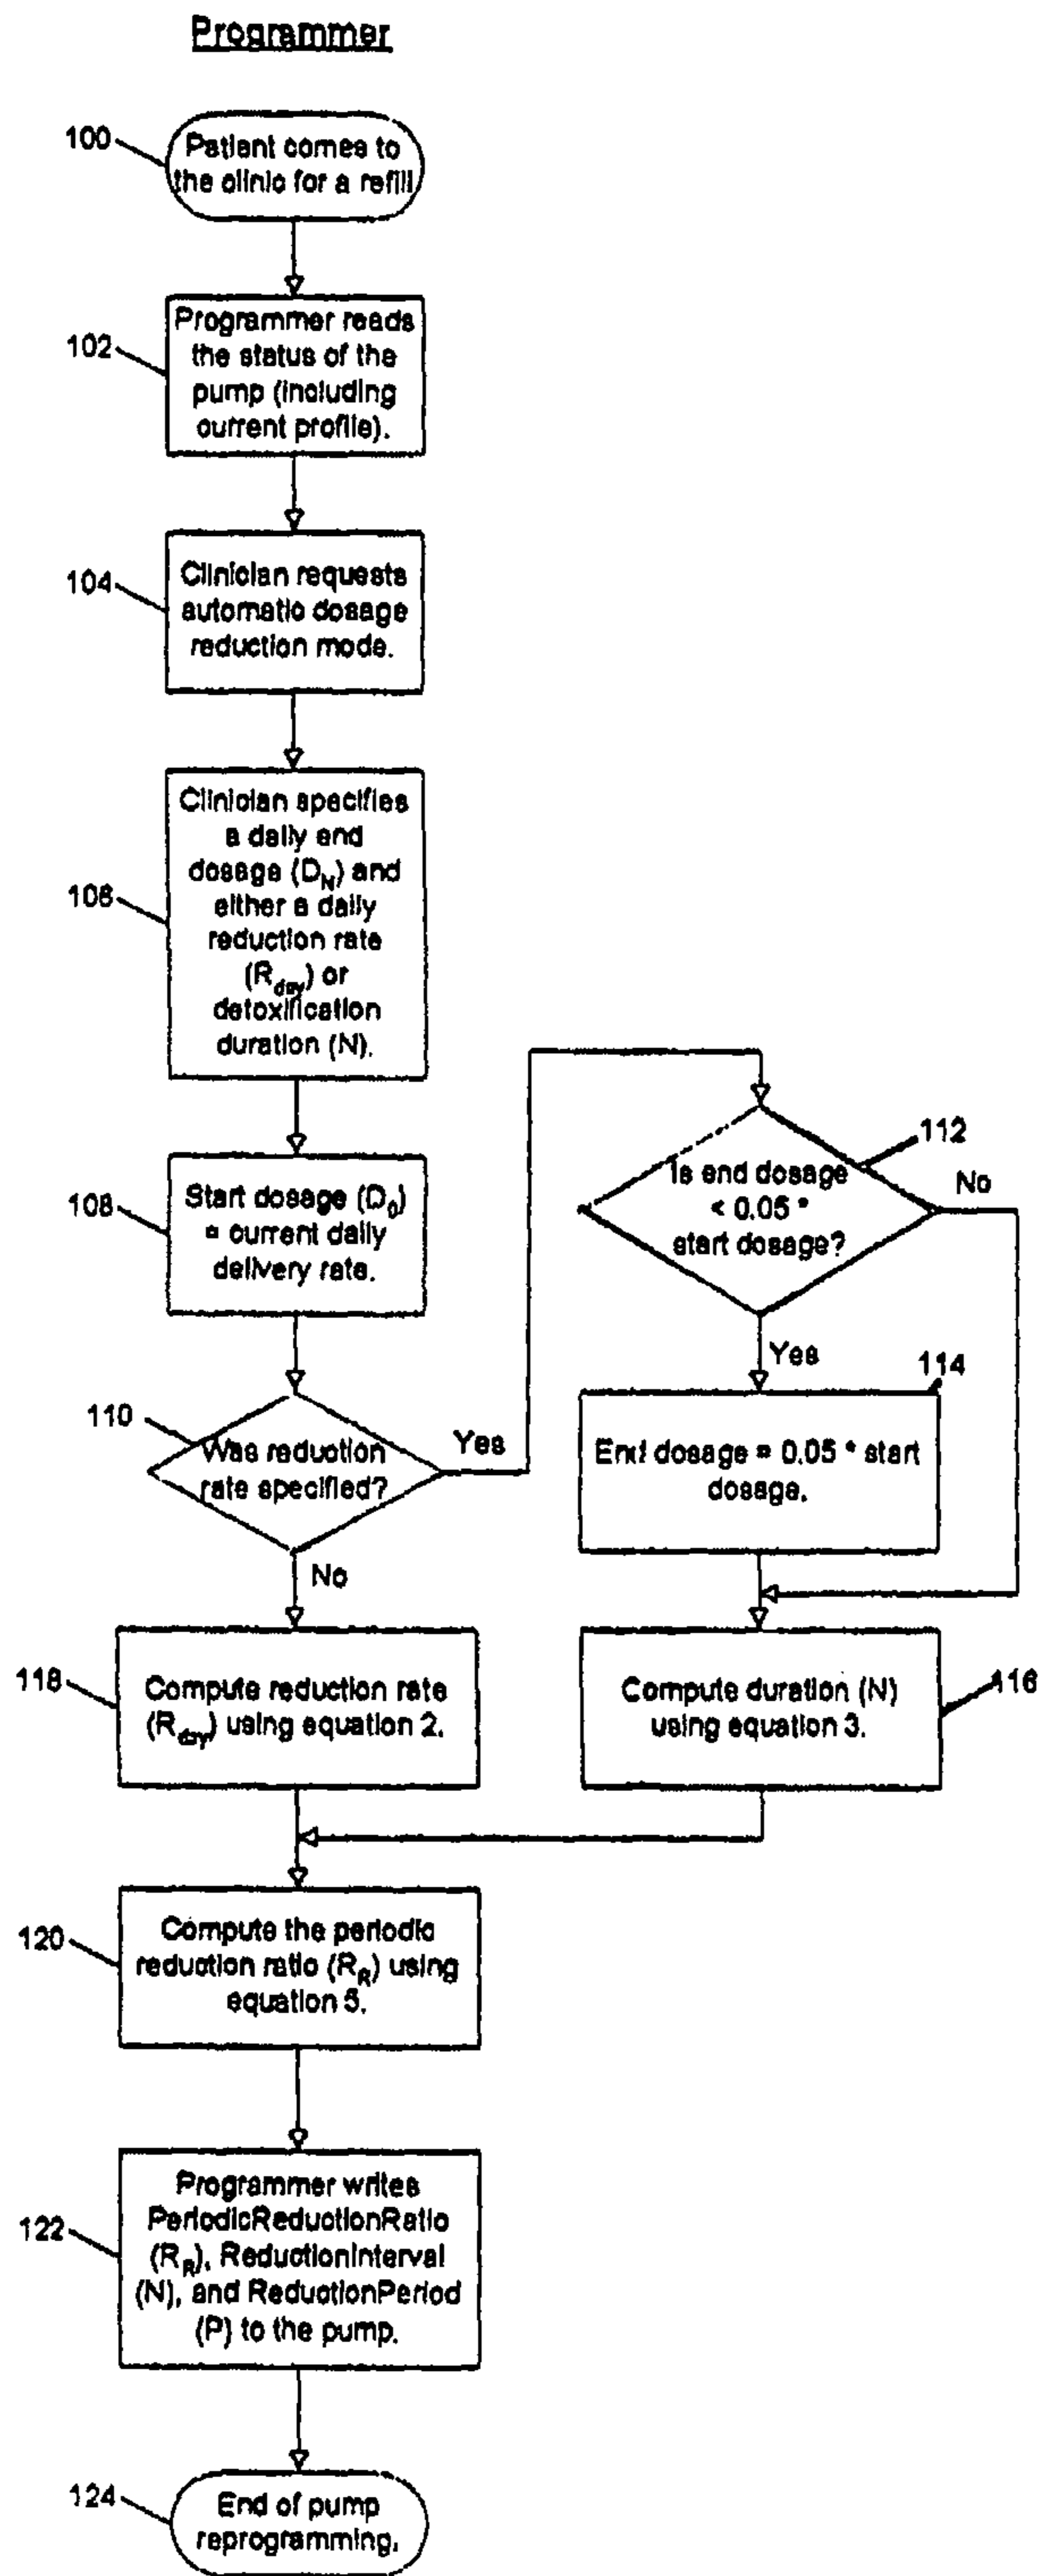 Programmer
100
Patient comes to
the clinic for a refill
102
Programmer reads
the status of the
pump (including
current profile).
104
Clinician requests
automatic dosage
reduction mode.
106
Clinician specifies
a daily end
dosage (D_N) and
either a daily
reduction rate
(R_day) or
detoxification
duration (N).
108
Start dosage (D_0)
= current daily
delivery rate.
110
Was reduction
rate specified?
Yes
No
112
Is end dosage
< 0.05 *
start dosage?
No
Yes
114
End dosage = 0.05 * start
dosage.
118
Compute reduction rate
(R_day) using equation 2.
116
Compute duration (N)
using equation 3.
120
Compute the periodic
reduction ratio (R_R) using
equation 5.
122
Programmer writes
PeriodicReductionRatio
(R_R), ReductionInterval
(N), and ReductionPeriod
(P) to the pump.
124
End of pump
reprogramming.